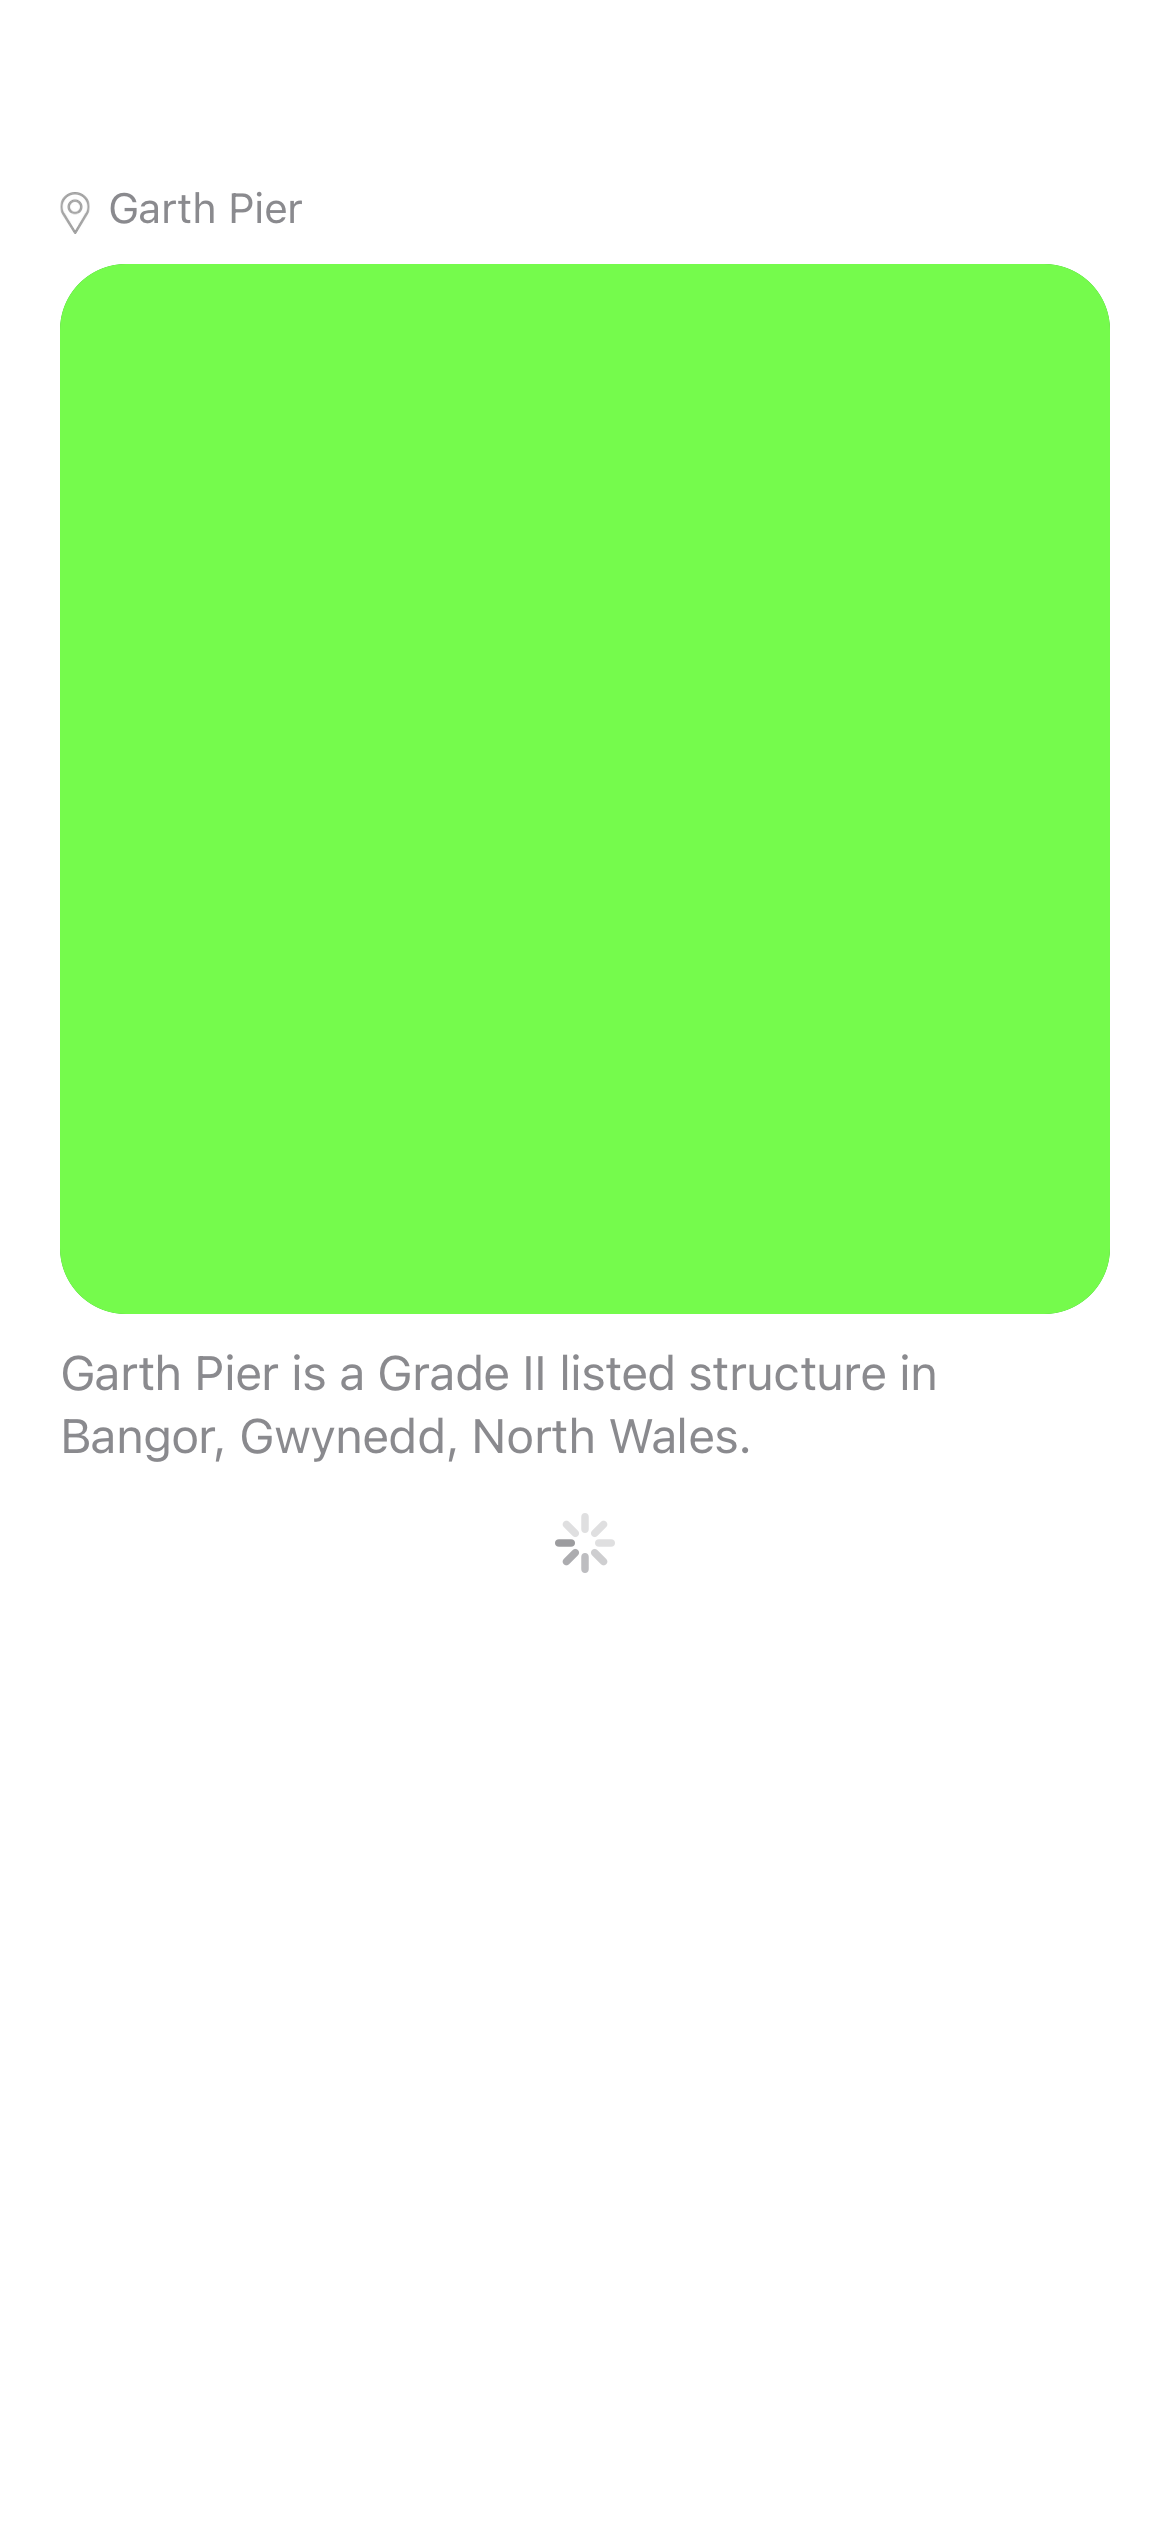 Garth Pier
Garth Pier is a Grade II listed structure in
Bangor, Gwynedd, North Wales.